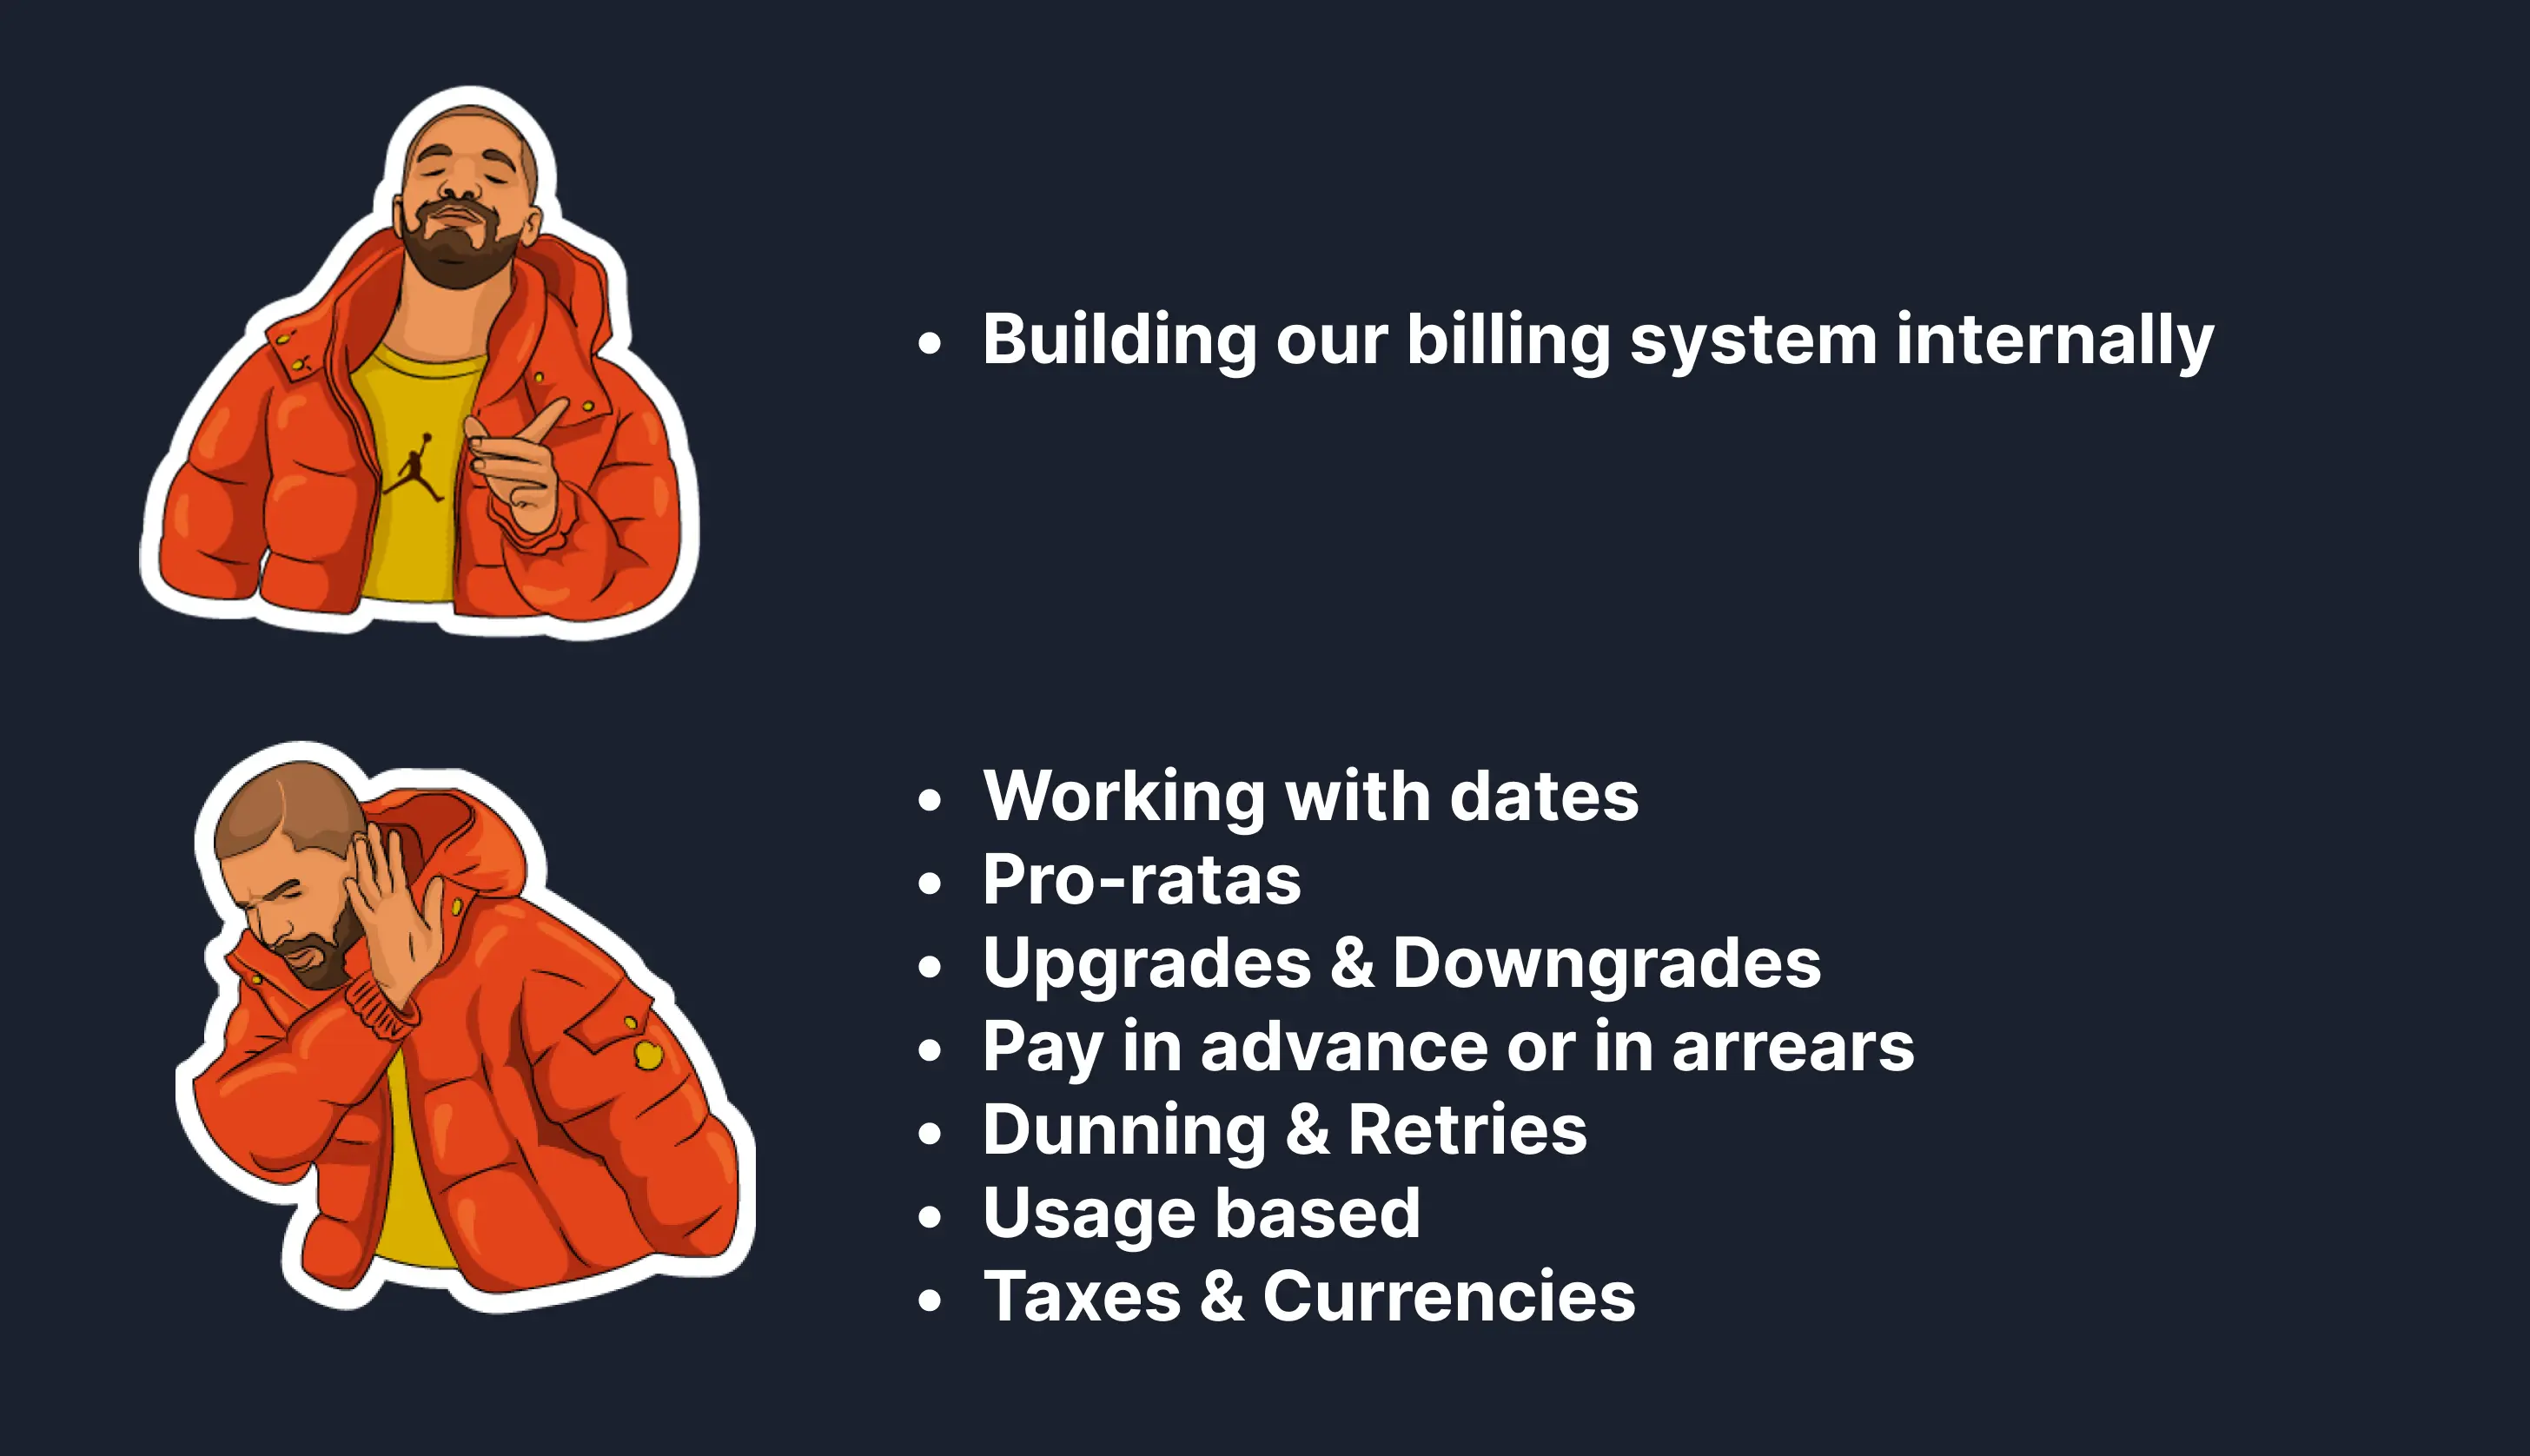 • Building our billing system internally
• Working with dates
• Pro-ratas
• Upgrades & Downgrades
• Pay in advance or in arrears
• Dunning & Retries
• Usage based
• Taxes & Currencies